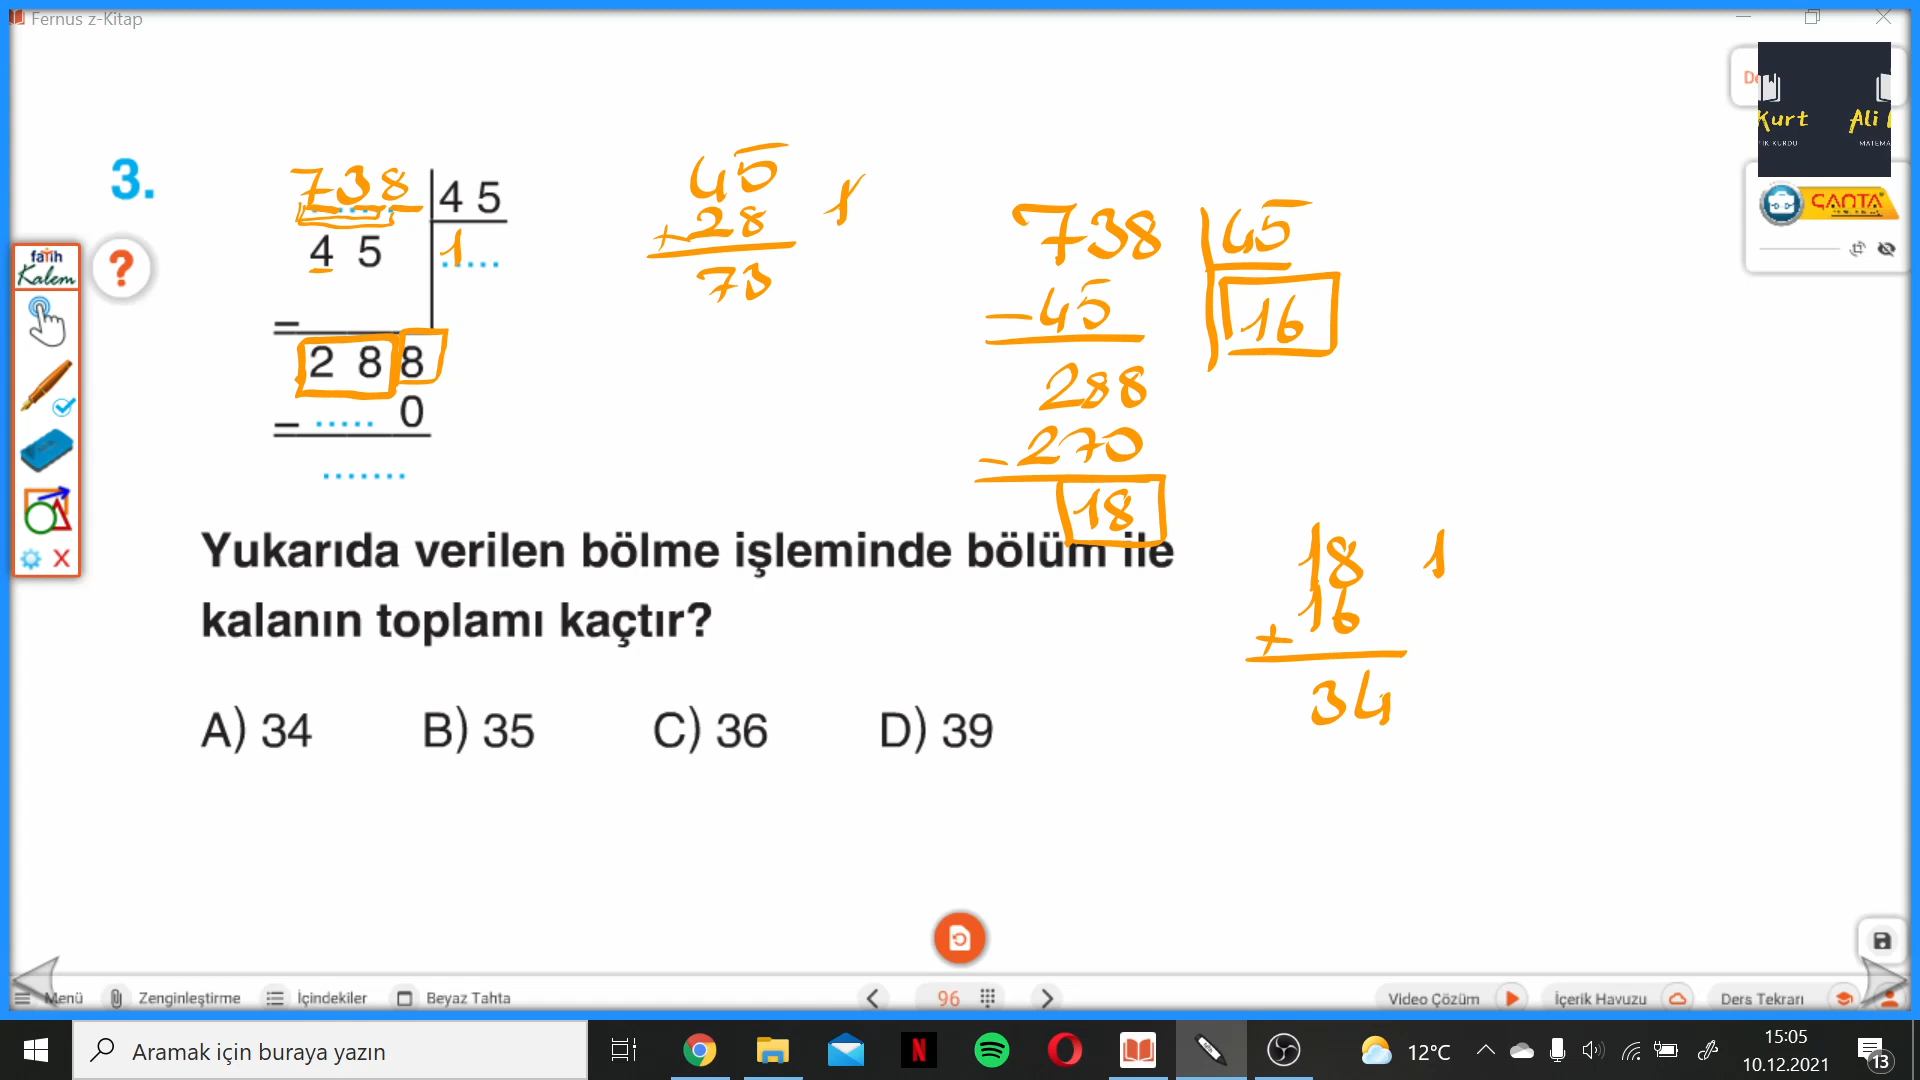 Fernus z-Kitap
Kurt Ali
MATEMA
ÇANTA
fatih
Kalem
?
3.
738 45
45 1.....
288
..... 0
.......
45 1
+28
73
738 45
-45 16
288
-270
18
Yukarıda verilen bölme işleminde bölüm ile
kalanın toplamı kaçtır?
18 1
+16
34
A) 34 B) 35 C) 36 D) 39
Menü Zenginleştirme İçindekiler Beyaz Tahta 96 Video Çözüm İçerik Havuzu Ders Tekrarı
Aramak için buraya yazın 12°C 15:05
10.12.2021 13